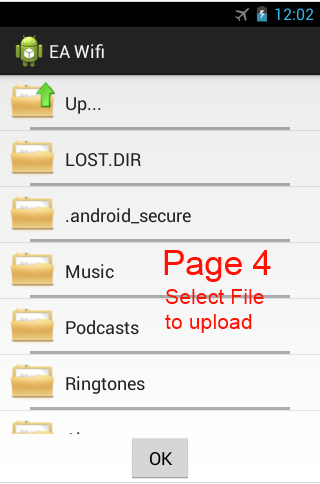 12:02
EA Wifi
Up...
LOST.DIR
.android_secure
Music
Page 4
Select File
Podcasts
to upload
Ringtones
OK